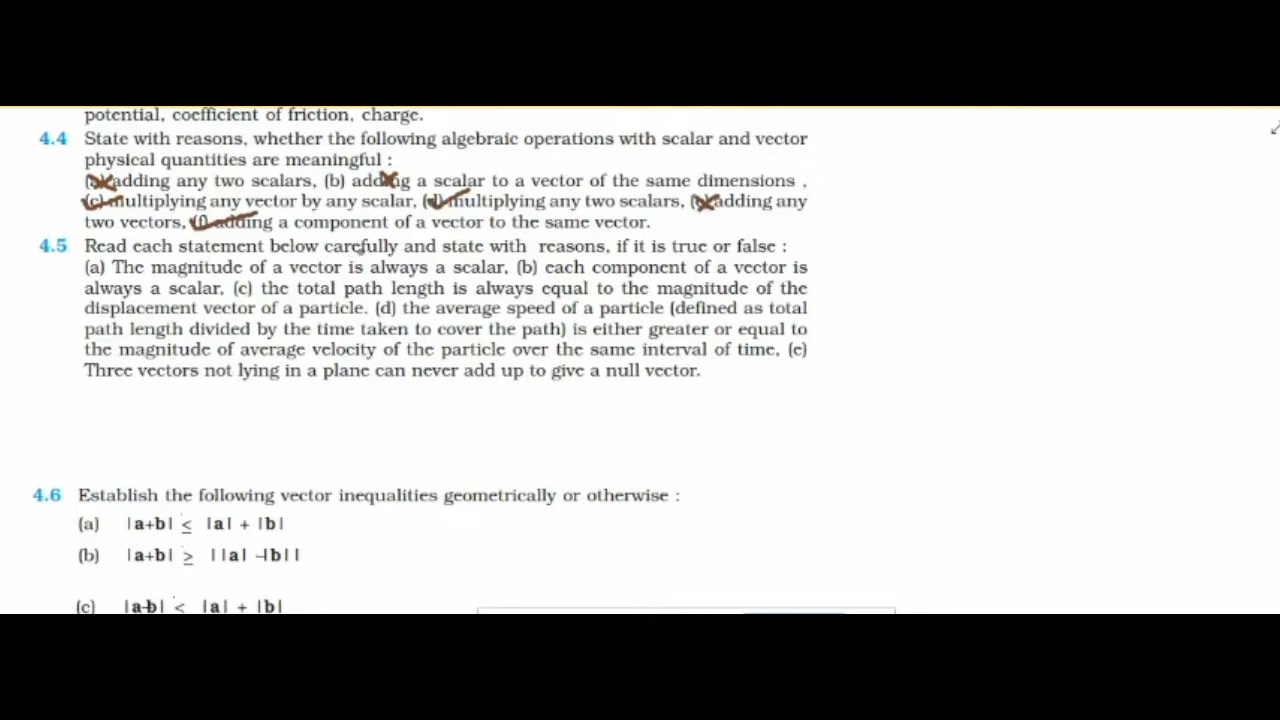 potential, coefficient of friction, charge.
4.4 State with reasons, whether the following algebraic operations with scalar and vector
physical quantities are meaningful :
(a) adding any two scalars, (b) adding a scalar to a vector of the same dimensions ,
(c) multiplying any vector by any scalar, (d) multiplying any two scalars, (e) adding any
two vectors, (f) adding a component of a vector to the same vector.
4.5 Read each statement below carefully and state with reasons, if it is true or false :
(a) The magnitude of a vector is always a scalar, (b) each component of a vector is
always a scalar, (c) the total path length is always equal to the magnitude of the
displacement vector of a particle. (d) the average speed of a particle (defined as total
path length divided by the time taken to cover the path) is either greater or equal to
the magnitude of average velocity of the particle over the same interval of time, (e)
Three vectors not lying in a plane can never add up to give a null vector.
4.6 Establish the following vector inequalities geometrically or otherwise :
(a) |a+b| ≤ |a| + |b|
(b) |a+b| ≥ ||a| −|b||
(c) |a-b| < |a| + |b|